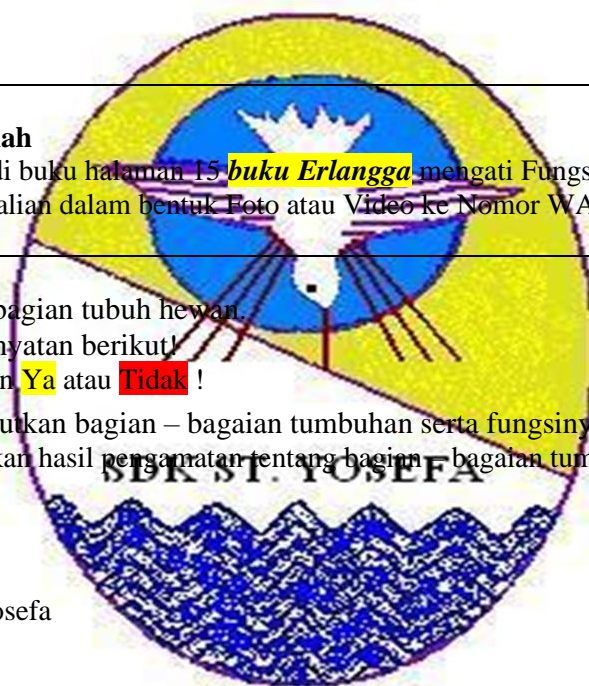 ah
di buku halaman 15 buku Erlangga mengati Fungs
alian dalam bentuk Foto atau Video ke Nomor WA
bagian tubuh hewan.
nyatan berikut!
n Ya atau Tidak !
utkan bagian – bagaian tumbuhan serta fungsiny
kan hasil pengamatan tentang bagian – bagaian tum
SDK ST. YOSEFA
osefa